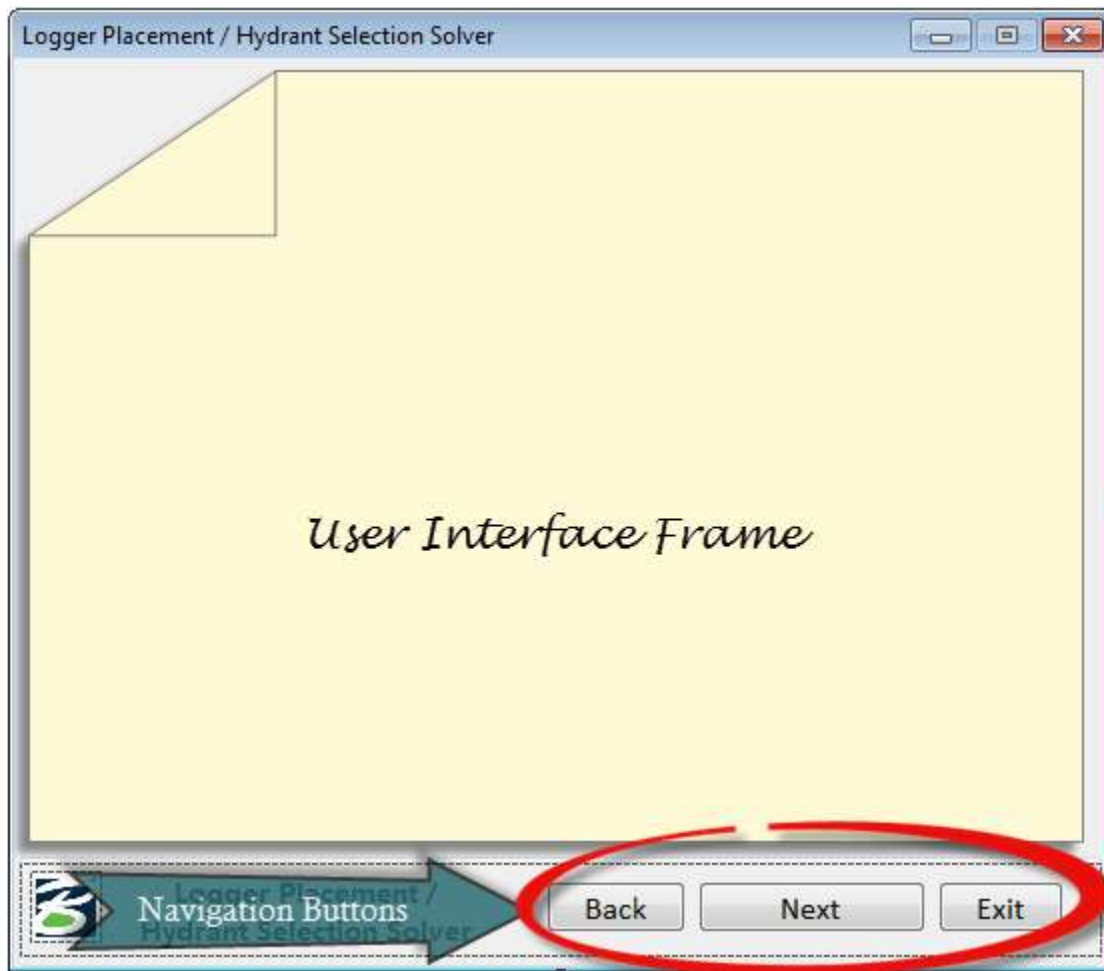 Logger Placement / Hydrant Selection Solver
User Interface Frame
Logger Placement /
Hydrant Selection Solver
Navigation Buttons
Back
Next
Exit